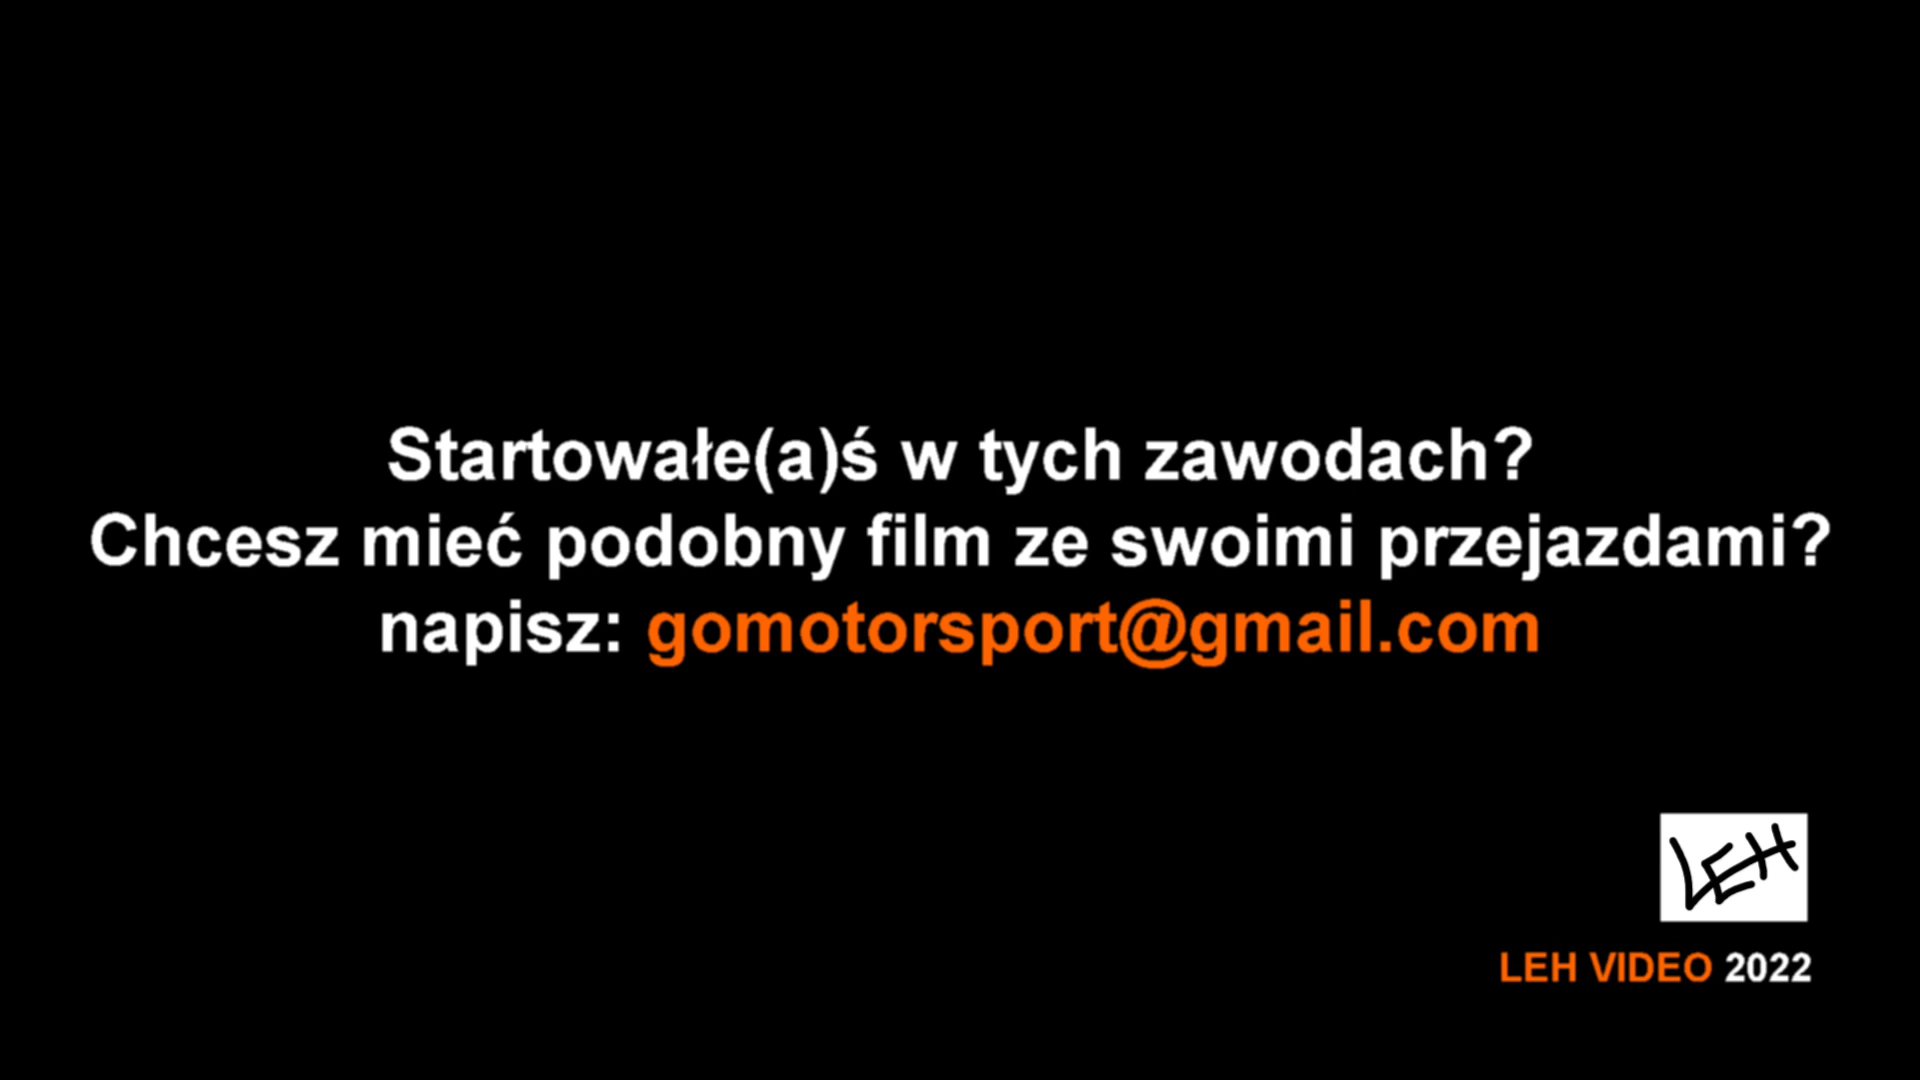 Startowałe(a)ś w tych zawodach?
Chcesz mieć podobny film ze swoimi przejazdami?
napisz: gomotorsport@gmail.com
LEH
LEH VIDEO 2022